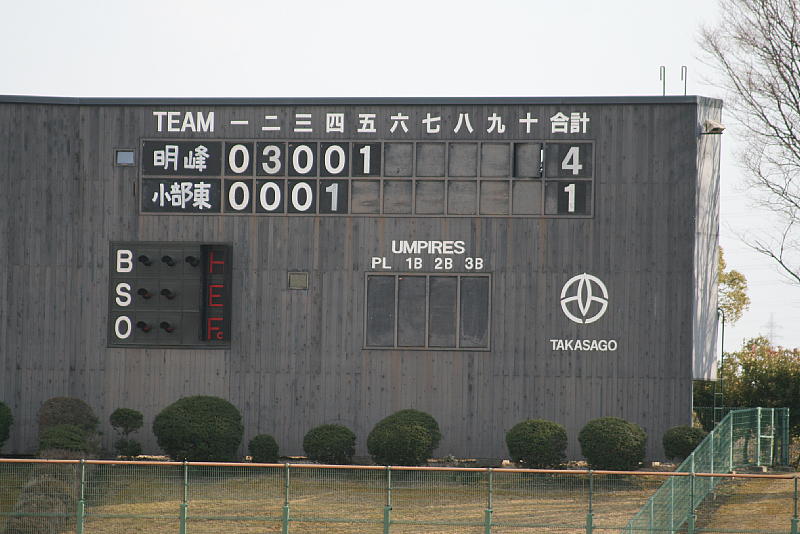 TEAM 一 二 三 四 五 六 七 八 九 十 合計
明峰 0 3 0 0 1 4
小部東 0 0 0 1 1
B H
S E
O Fc
UMPIRES
PL 1B 2B 3B
TAKASAGO